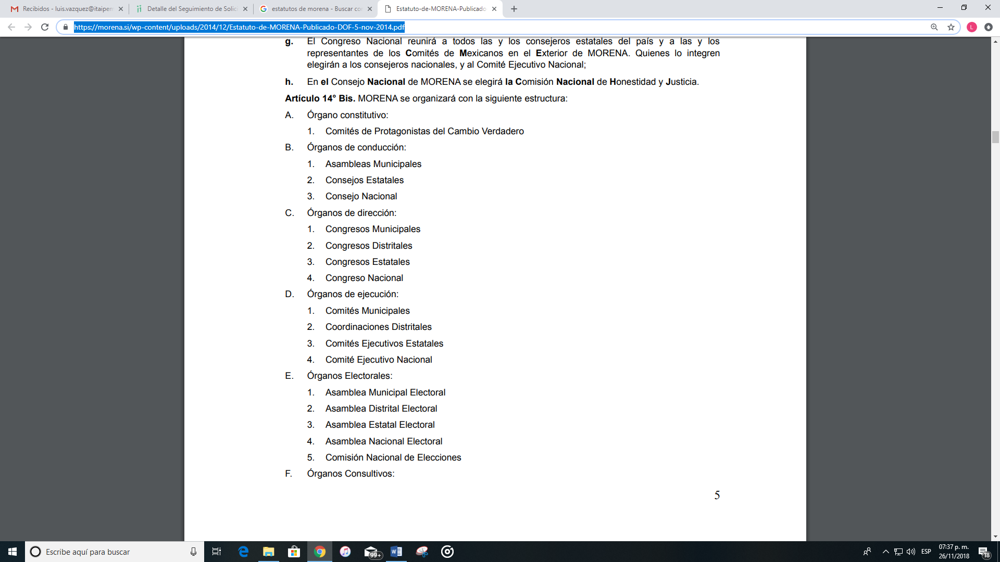 Recibidos - luis.vazquez@itaipem
Detalle del Seguimiento de Solici
estatutos de morena - Buscar co
Estatuto-de-MORENA-Publicado
https://morena.si/wp-content/uploads/2014/12/Estatuto-de-MORENA-Publicado-DOF-5-nov-2014.pdf
L
g. El Congreso Nacional reunirá a todos las y los consejeros estatales del país y a las y los
representantes de los Comités de Mexicanos en el Exterior de MORENA. Quienes lo integren
elegirán a los consejeros nacionales, y al Comité Ejecutivo Nacional;
h. En el Consejo Nacional de MORENA se elegirá la Comisión Nacional de Honestidad y Justicia.
Artículo 14° Bis. MORENA se organizará con la siguiente estructura:
A. Órgano constitutivo:
1. Comités de Protagonistas del Cambio Verdadero
B. Órganos de conducción:
1. Asambleas Municipales
2. Consejos Estatales
3. Consejo Nacional
C. Órganos de dirección:
1. Congresos Municipales
2. Congresos Distritales
3. Congresos Estatales
4. Congreso Nacional
D. Órganos de ejecución:
1. Comités Municipales
2. Coordinaciones Distritales
3. Comités Ejecutivos Estatales
4. Comité Ejecutivo Nacional
E. Órganos Electorales:
1. Asamblea Municipal Electoral
2. Asamblea Distrital Electoral
3. Asamblea Estatal Electoral
4. Asamblea Nacional Electoral
5. Comisión Nacional de Elecciones
F. Órganos Consultivos:
5
Escribe aquí para buscar
99+
ESP
07:37 p. m.
26/11/2018
18